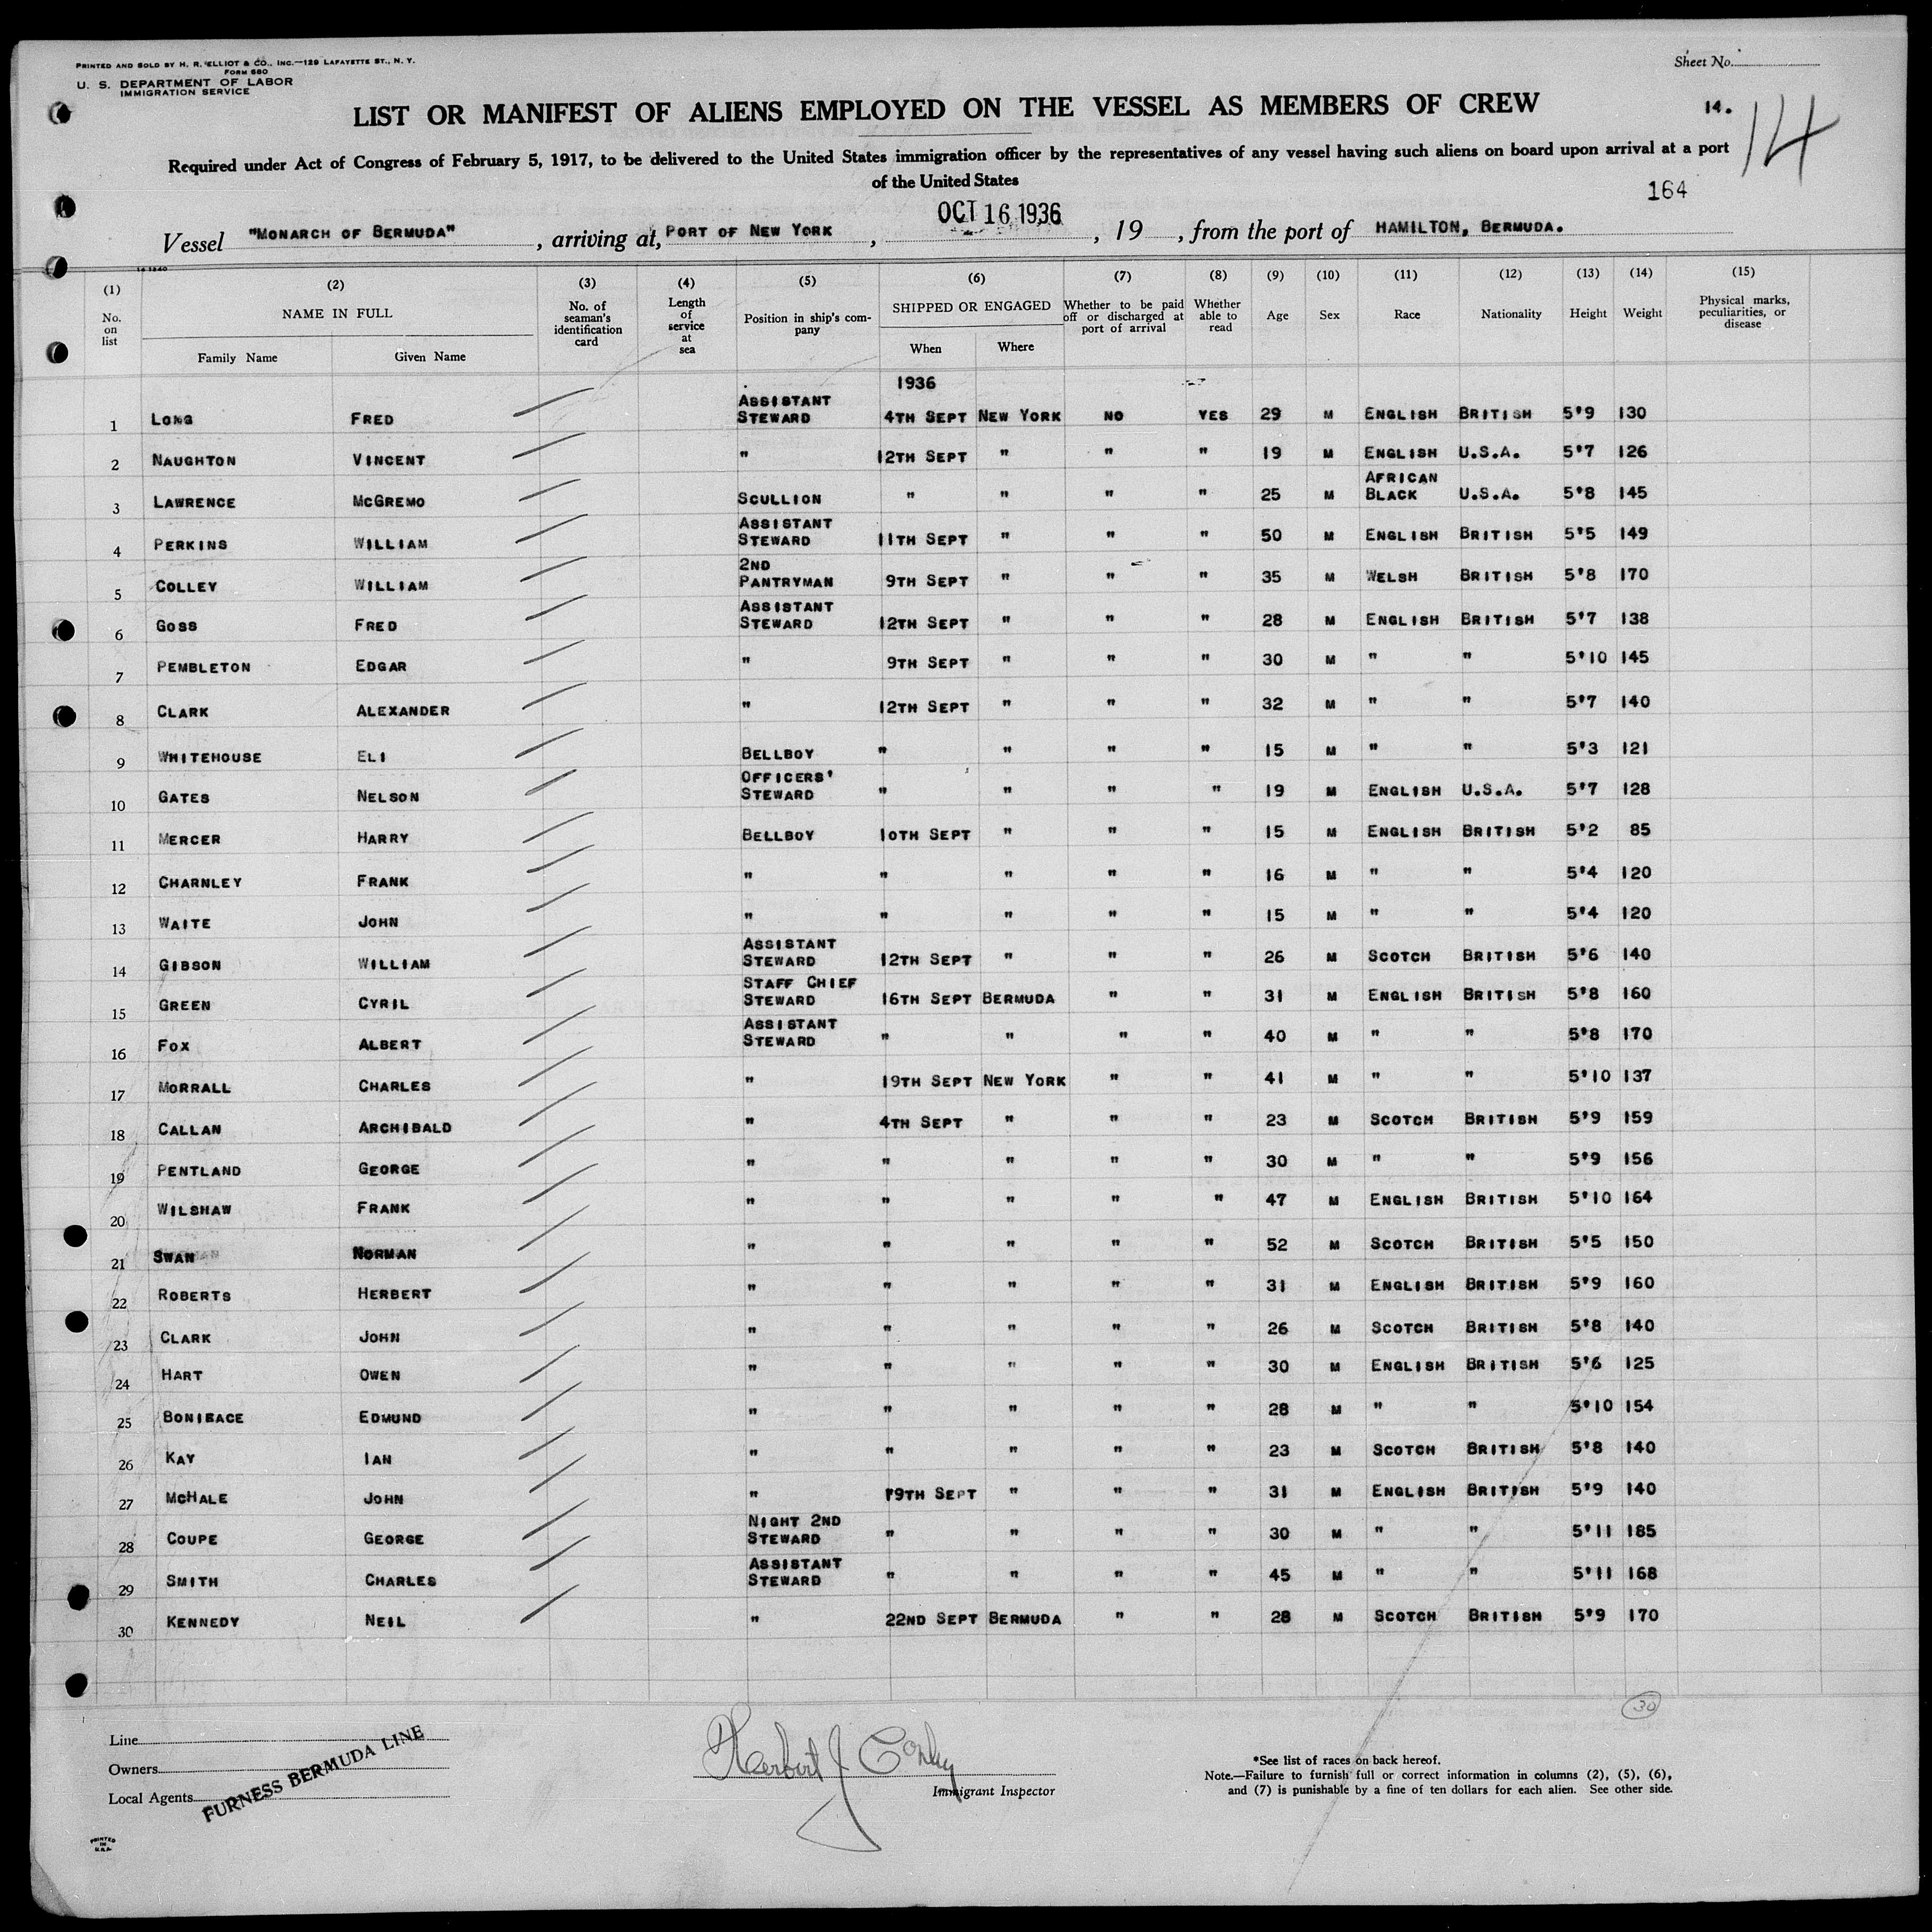 PRINTED AND SOLD BY H. R. ELLIOT & CO., INC.—129 LAFAYETTE ST., N. Y.
FORM 680
U. S. DEPARTMENT OF LABOR
IMMIGRATION SERVICE
Sheet No.
LIST OR MANIFEST OF ALIENS EMPLOYED ON THE VESSEL AS MEMBERS OF CREW
14. 14
Required under Act of Congress of February 5, 1917, to be delivered to the United States immigration officer by the representatives of any vessel having such aliens on board upon arrival at a port
of the United States
164
Vessel "MONARCH OF BERMUDA", arriving at, PORT OF NEW YORK, OCT 16 1936, 19, from the port of HAMILTON, BERMUDA.
(1) (2) (3) (4) (5) (6) (7) (8) (9) (10) (11) (12) (13) (14) (15)
No. on list NAME IN FULL Family Name Given Name No. of seaman's identification card Length of service at sea Position in ship's company SHIPPED OR ENGAGED When Where Whether to be paid off or discharged at port of arrival Whether able to read Age Sex Race Nationality Height Weight Physical marks, peculiarities, or disease
1936
1 LONG FRED ASSISTANT STEWARD 4TH SEPT NEW YORK NO YES 29 M ENGLISH BRITISH 5'9 130
2 NAUGHTON VINCENT " 12TH SEPT " " " 19 M ENGLISH U.S.A. 5'7 126
3 LAWRENCE MCGREMO SCULLION " " " " 25 M AFRICAN BLACK U.S.A. 5'8 145
4 PERKINS WILLIAM ASSISTANT STEWARD 11TH SEPT " " " 50 M ENGLISH BRITISH 5'5 149
5 COLLEY WILLIAM 2ND PANTRYMAN 9TH SEPT " " " 35 M WELSH BRITISH 5'8 170
6 GOSS FRED ASSISTANT STEWARD 12TH SEPT " " " 28 M ENGLISH BRITISH 5'7 138
7 PEMBLETON EDGAR " 9TH SEPT " " " 30 M " " 5'10 145
8 CLARK ALEXANDER " 12TH SEPT " " " 32 M " " 5'7 140
9 WHITEHOUSE ELI BELLBOY " " " " 15 M " " 5'3 121
10 GATES NELSON OFFICERS' STEWARD " " " " 19 M ENGLISH U.S.A. 5'7 128
11 MERCER HARRY BELLBOY 10TH SEPT " " " 15 M ENGLISH BRITISH 5'2 85
12 CHARNLEY FRANK " " " " " 16 M " " 5'4 120
13 WAITE JOHN " " " " " 15 M " " 5'4 120
14 GIBSON WILLIAM ASSISTANT STEWARD 12TH SEPT " " " 26 M SCOTCH BRITISH 5'6 140
15 GREEN CYRIL STAFF CHIEF STEWARD 16TH SEPT BERMUDA " " 31 M ENGLISH BRITISH 5'8 160
16 FOX ALBERT ASSISTANT STEWARD " " " " 40 M " " 5'8 170
17 MORRALL CHARLES " 19TH SEPT NEW YORK " " 41 M " " 5'10 137
18 CALLAN ARCHIBALD " 4TH SEPT " " " 23 M SCOTCH BRITISH 5'9 159
19 PENTLAND GEORGE " " " " " 30 M " " 5'9 156
20 WILSHAW FRANK " " " " " 47 M ENGLISH BRITISH 5'10 164
21 SWAN NORMAN " " " " " 52 M SCOTCH BRITISH 5'5 150
22 ROBERTS HERBERT " " " " " 31 M ENGLISH BRITISH 5'9 160
23 CLARK JOHN " " " " " 26 M SCOTCH BRITISH 5'8 140
24 HART OWEN " " " " " 30 M ENGLISH BRITISH 5'6 125
25 BONIFACE EDMUND " " " " " 28 M " " 5'10 154
26 KAY IAN " " " " " 23 M SCOTCH BRITISH 5'8 140
27 MCHALE JOHN " 19TH SEPT " " " 31 M ENGLISH BRITISH 5'9 140
28 COUPE GEORGE NIGHT 2ND STEWARD " " " " 30 M " " 5'11 185
29 SMITH CHARLES ASSISTANT STEWARD " " " " 45 M " " 5'11 168
30 KENNEDY NEIL " 22ND SEPT BERMUDA " " 28 M SCOTCH BRITISH 5'9 170
30
Line
Owners
Local Agents
FURNESS BERMUDA LINE
Herbert J Conley
Immigrant Inspector
*See list of races on back hereof.
Note.—Failure to furnish full or correct information in columns (2), (5), (6),
and (7) is punishable by a fine of ten dollars for each alien. See other side.
PRINTED
IN
U.S.A.